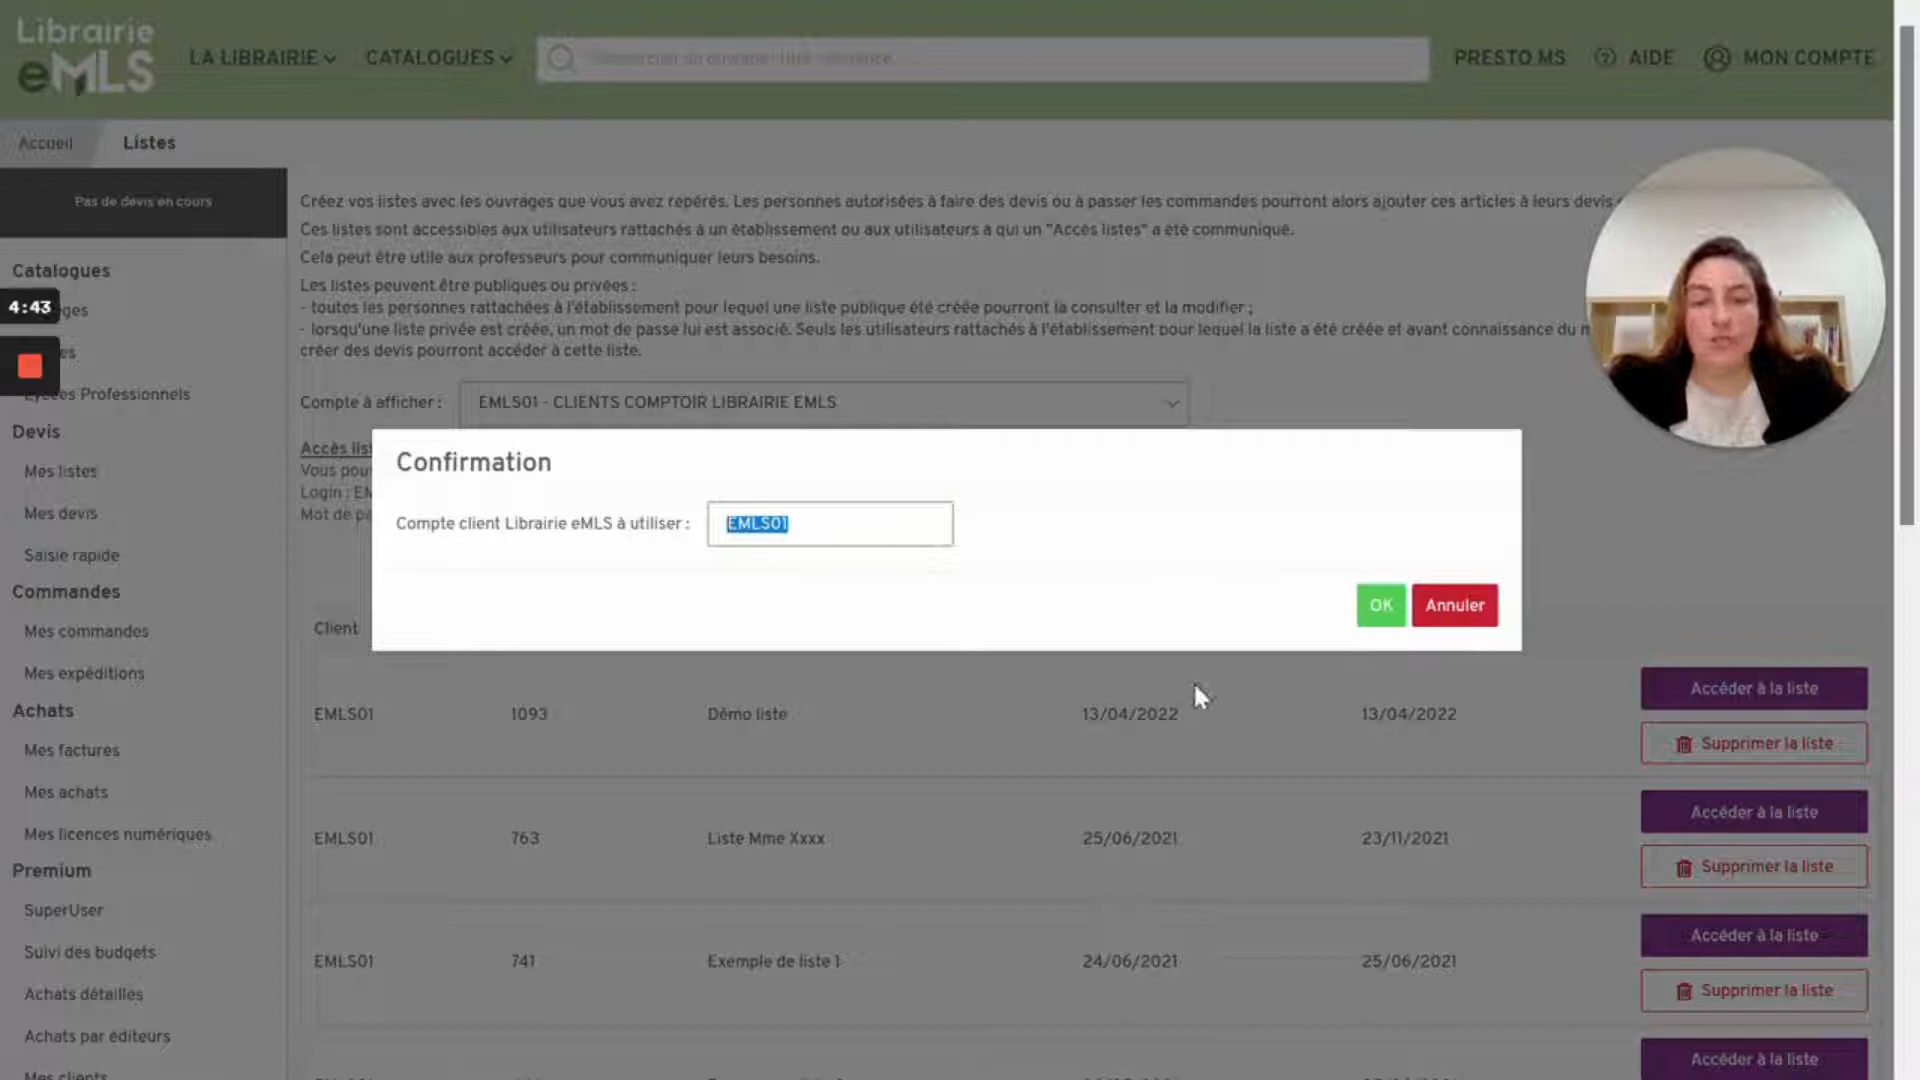 Librairie
eMLS
LA LIBRAIRIE
CATALOGUES
PRESTO MS
AIDE
MON COMPTE
Accueil
Listes
Pas de devis en cours
Créez vos listes avec les ouvrages que vous avez repérés. Les personnes autorisées à faire des devis ou à passer les commandes pourront alors ajouter ces articles à leurs devis
Ces listes sont accessibles aux utilisateurs rattachés à un établissement ou aux utilisateurs à qui un "Accès listes" a été communiqué.
Cela peut être utile aux professeurs pour communiquer leurs besoins.
Les listes peuvent être publiques ou privées :
- toutes les personnes rattachées à l'établissement pour lequel une liste publique été créée pourront la consulter et la modifier ;
- lorsqu'une liste privée est créée, un mot de passe lui est associé. Seuls les utilisateurs rattachés à l'établissement pour lequel la liste a été créée et ayant connaissance du
créer des devis pourront accéder à cette liste.
Compte à afficher : EMLS01 - CLIENTS COMPTOIR LIBRAIRIE EMLS
Accès
Vous
Login :
Mot de
Confirmation
Compte client Librairie eMLS à utiliser : EMLS01
OK
Annuler
Client
EMLS01 1093 Démo liste 13/04/2022 13/04/2022
Accéder à la liste
Supprimer la liste
EMLS01 763 Liste Mme Xxxx 25/06/2021 23/11/2021
Accéder à la liste
Supprimer la liste
EMLS01 741 Exemple de liste 1 24/06/2021 25/06/2021
Accéder à la liste
Supprimer la liste
Accéder à la liste
Catalogues
4:43
Lycées Professionnels
Devis
Mes listes
Mes devis
Saisie rapide
Commandes
Mes commandes
Mes expéditions
Achats
Mes factures
Mes achats
Mes licences numériques
Premium
SuperUser
Suivi des budgets
Achats détaillés
Achats par éditeurs
Mes clients